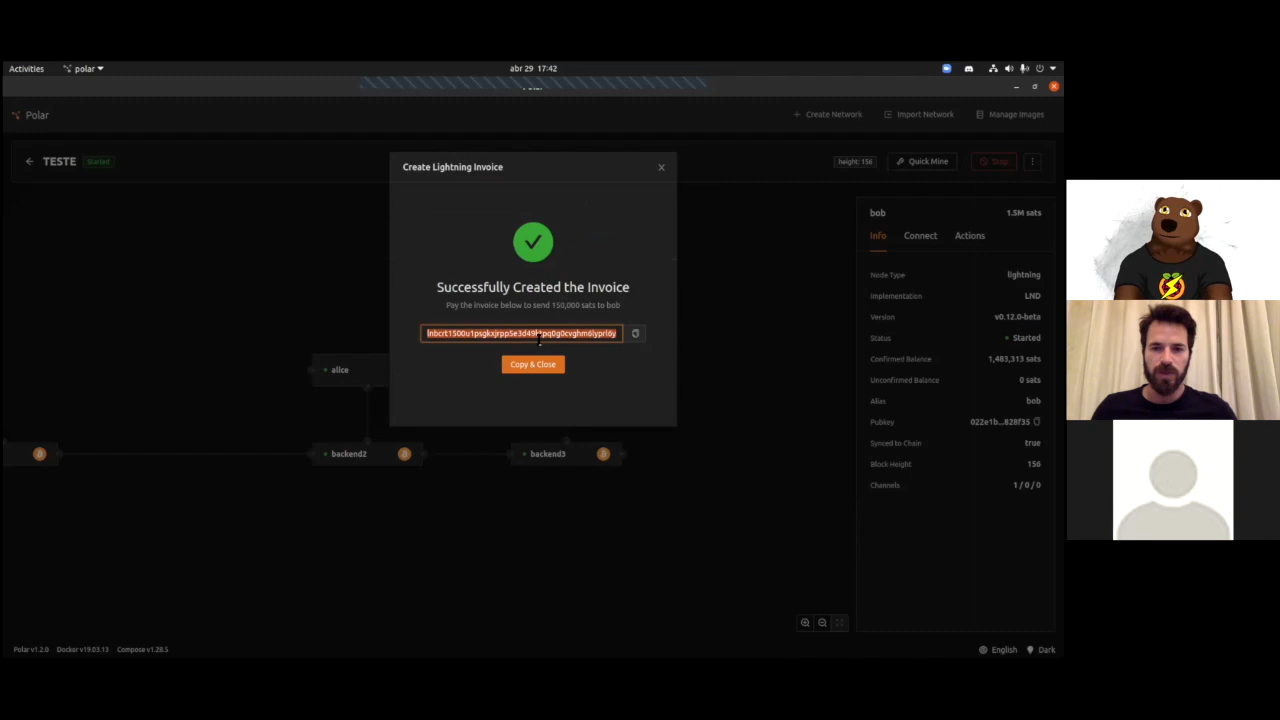 Activities polar abr 29 17:42
Polar Create Network Import Network Manage Images
TESTE Started height: 156 Quick Mine Stop
Create Lightning Invoice
Successfully Created the Invoice
Pay the Invoice below to send 150,000 sats to bob
Copy & Close
alice
backend2
backend3
bob 1.5M sats
Info Connect Actions
Node Type lightning
Implementation LND
Version v0.12.0-beta
Status Started
Confirmed Balance 1,483,313 sats
Unconfirmed Balance 0 sats
Alias bob
Pubkey 022e1b...828f35
Synced to Chain true
Block Height 156
Channels 1 / 0 / 0
Polar v1.2.0 Docker v19.03.13 Compose v1.28.5 English Dark